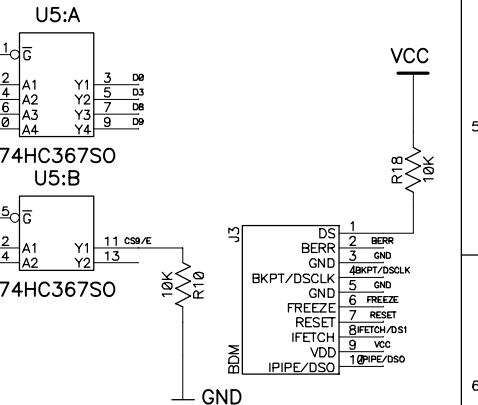 U5:A
1 G
2 A1 Y1 3 D0
4 A2 Y2 5 D3
6 A3 Y3 7 D8
0 A4 Y4 9 D9
74HC367SO
U5:B
5 G
2 A1 Y1 11 CS9/E
4 A2 Y2 13
74HC367SO
10K
R10
GND
VCC
R18
10K
J3
BDM
DS 1
BERR 2 BERR
GND 3 GND
BKPT/DSCLK 4 BKPT/DSCLK
GND 5 GND
FREEZE 6 FREEZE
RESET 7 RESET
IFETCH 8 IFETCH/DS1
VDD 9 VCC
IPIPE/DSO 10 IPIPE/DSO
5
6